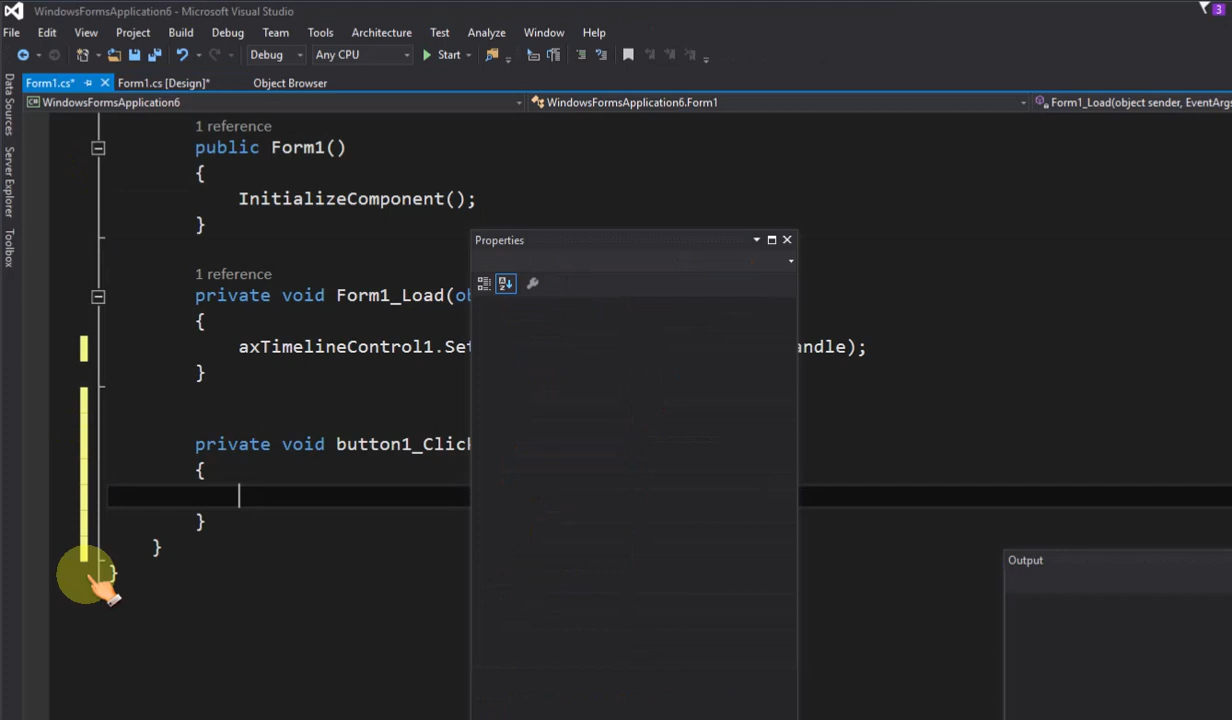 WindowsFormsApplication6 - Microsoft Visual Studio
3
File Edit View Project Build Debug Team Tools Architecture Test Analyze Window Help
Debug Any CPU Start
Form1.cs* Form1.cs [Design]* Object Browser
WindowsFormsApplication6 WindowsFormsApplication6.Form1 Form1_Load(object sender, EventArgs
Data Sources
Server Explorer
Toolbox
1 reference
public Form1()
{
InitializeComponent();
}
1 reference
private void Form1_Load(ob
{
axTimelineControl1.Set andle);
}
private void button1_Click
{
}
}
}
Properties
Output